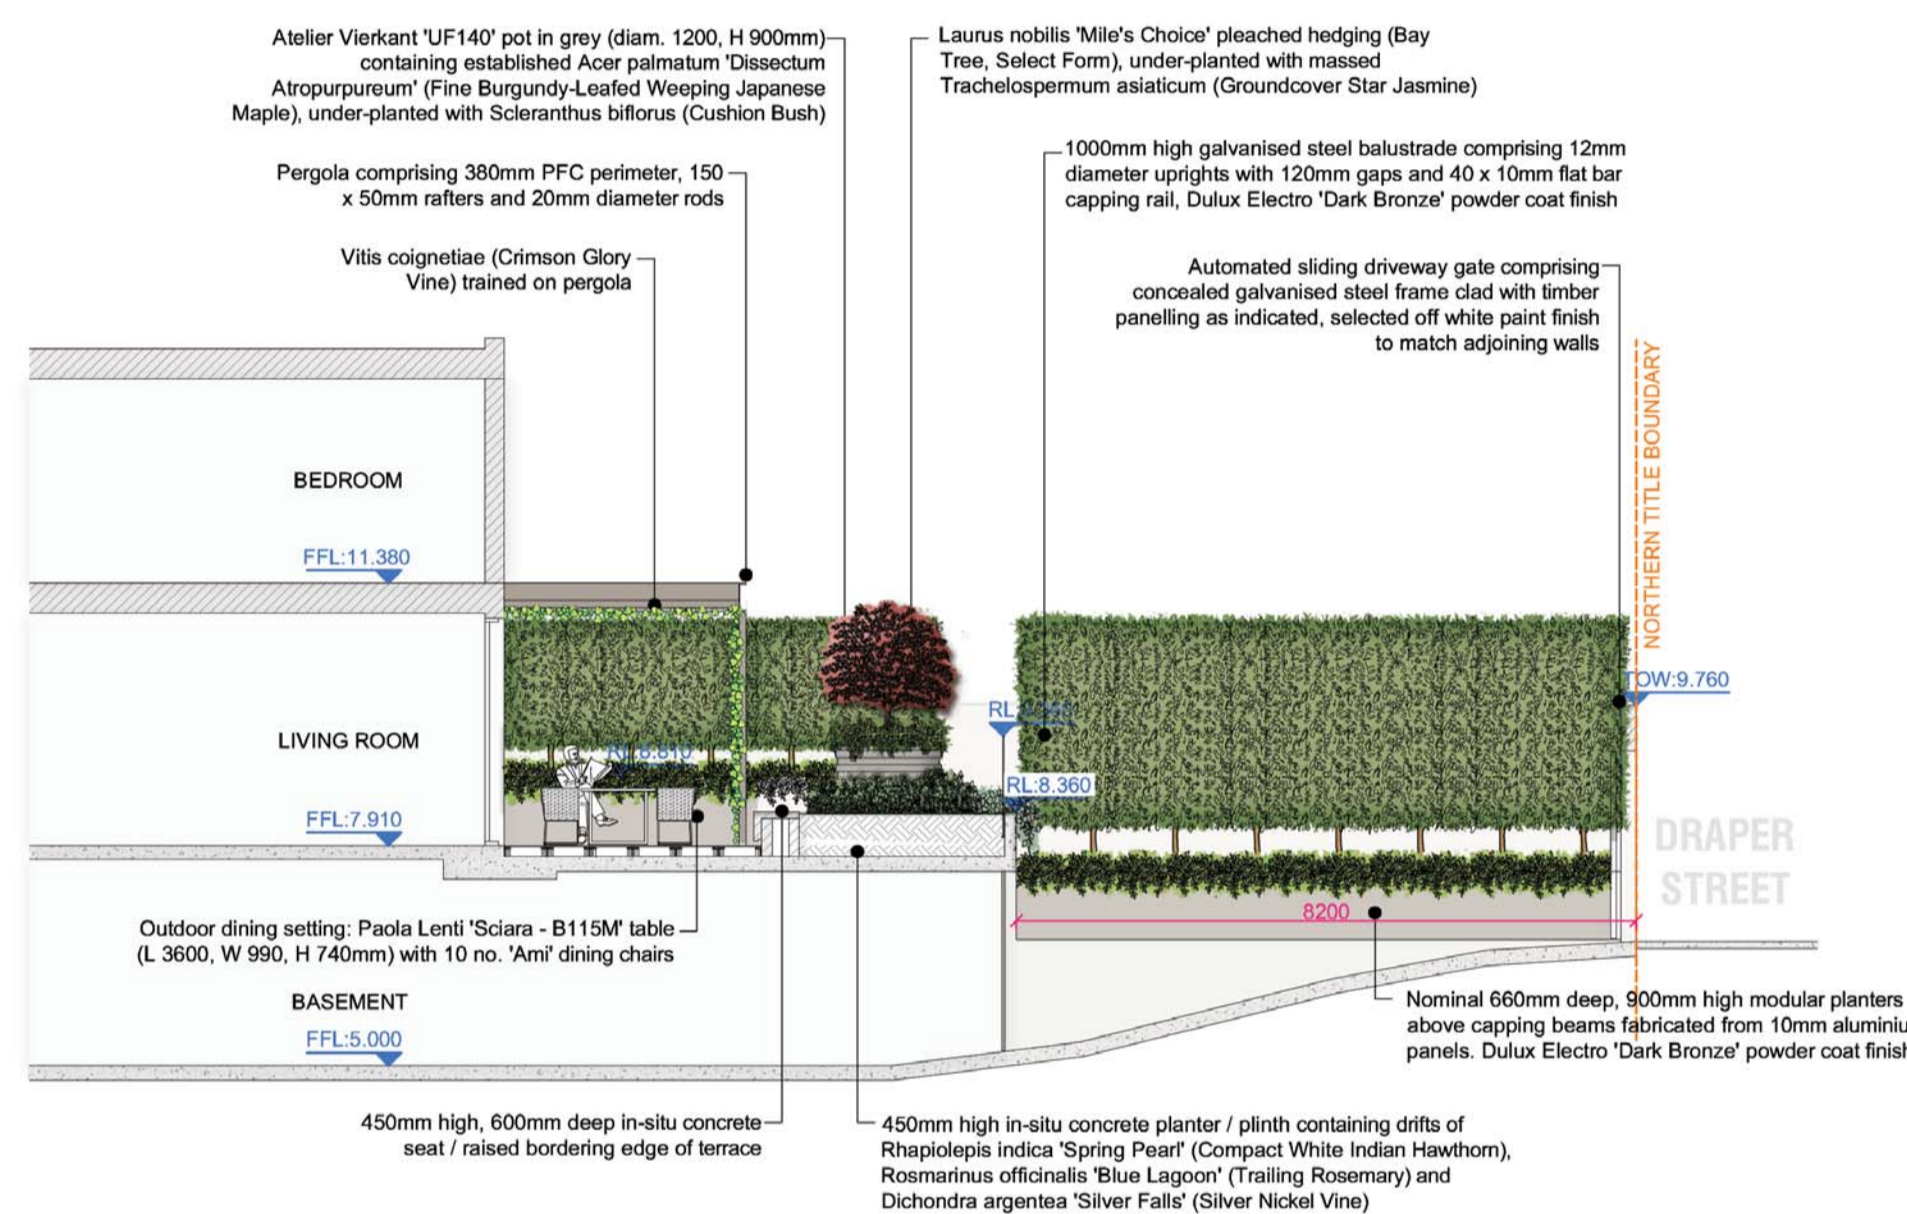 Atelier Vierkant 'UF140' pot in grey (diam. 1200, H 900mm)
containing established Acer palmatum 'Dissectum
Atropurpureum' (Fine Burgundy-Leafed Weeping Japanese
Maple), under-planted with Scleranthus biflorus (Cushion Bush)
Laurus nobilis 'Mile's Choice' pleached hedging (Bay
Tree, Select Form), under-planted with massed
Trachelospermum asiaticum (Groundcover Star Jasmine)
1000mm high galvanised steel balustrade comprising 12mm
diameter uprights with 120mm gaps and 40 x 10mm flat bar
capping rail, Dulux Electro 'Dark Bronze' powder coat finish
Pergola comprising 380mm PFC perimeter, 150
x 50mm rafters and 20mm diameter rods
Vitis coignetiae (Crimson Glory
Vine) trained on pergola
Automated sliding driveway gate comprising
concealed galvanised steel frame clad with timber
panelling as indicated, selected off white paint finish
to match adjoining walls
NORTHERN TITLE BOUNDARY
BEDROOM
FFL:11.380
TOW:9.760
RL
LIVING ROOM
RL:8.810
RL:8.360
FFL:7.910
DRAPER
STREET
8200
Outdoor dining setting: Paola Lenti 'Sciara - B115M' table
(L 3600, W 990, H 740mm) with 10 no. 'Ami' dining chairs
BASEMENT
FFL:5.000
Nominal 660mm deep, 900mm high modular planters
above capping beams fabricated from 10mm aluminiu
panels. Dulux Electro 'Dark Bronze' powder coat finish
450mm high, 600mm deep in-situ concrete
seat / raised bordering edge of terrace
450mm high in-situ concrete planter / plinth containing drifts of
Rhapiolepis indica 'Spring Pearl' (Compact White Indian Hawthorn),
Rosmarinus officinalis 'Blue Lagoon' (Trailing Rosemary) and
Dichondra argentea 'Silver Falls' (Silver Nickel Vine)